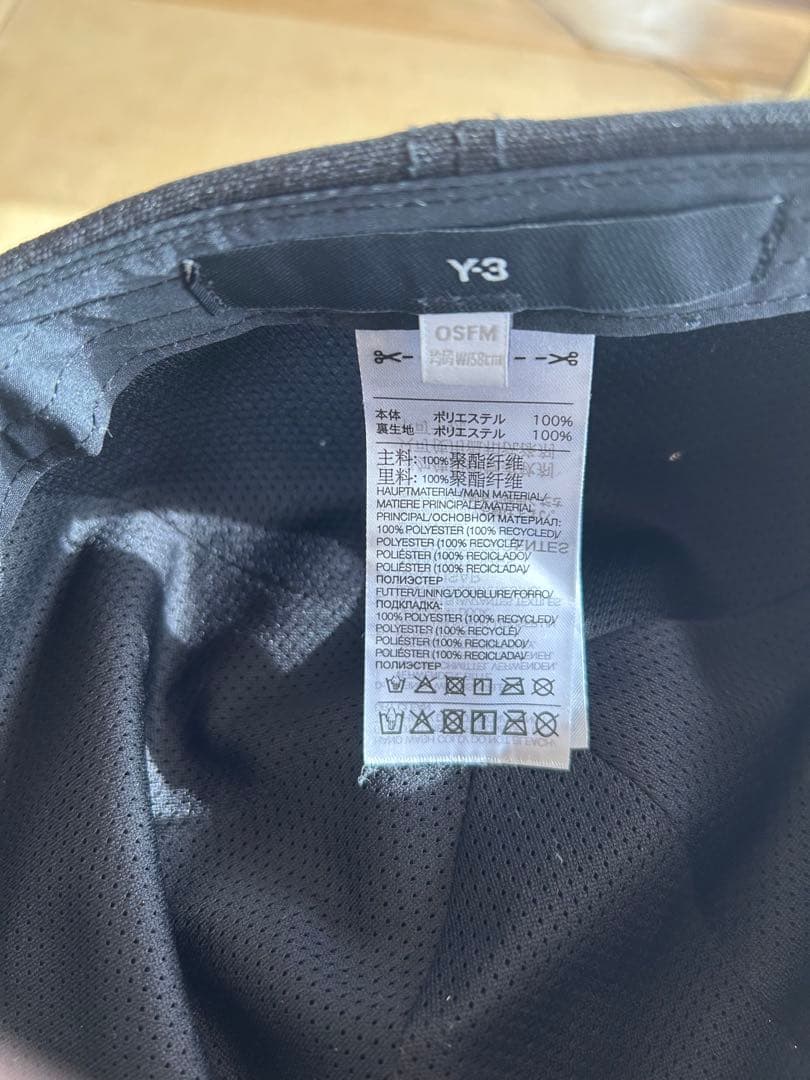 Y-3
OSFM
均码W/58cm
本体 ポリエステル 100%
裏生地 ポリエステル 100%
主料: 100%聚酯纤维
里料: 100%聚酯纤维
HAUPTMATERIAL/MAIN MATERIAL/
MATIERE PRINCIPALE/MATERIAL
PRINCIPAL/ОСНОВНОЙ МАТЕРИАЛ:
100% POLYESTER (100% RECYCLED)/
POLYESTER (100% RECYCLÉ)/
POLIÉSTER (100% RECICLADO)/
POLIÉSTER (100% RECICLADA)/
ПОЛИЭСТЕР
FUTTER/LINING/DOUBLURE/FORRO/
ПОДКЛАДКА:
100% POLYESTER (100% RECYCLED)/
POLYESTER (100% RECYCLÉ)/
POLIÉSTER (100% RECICLADO)/
POLIÉSTER (100% RECICLADA)/
ПОЛИЭСТЕР